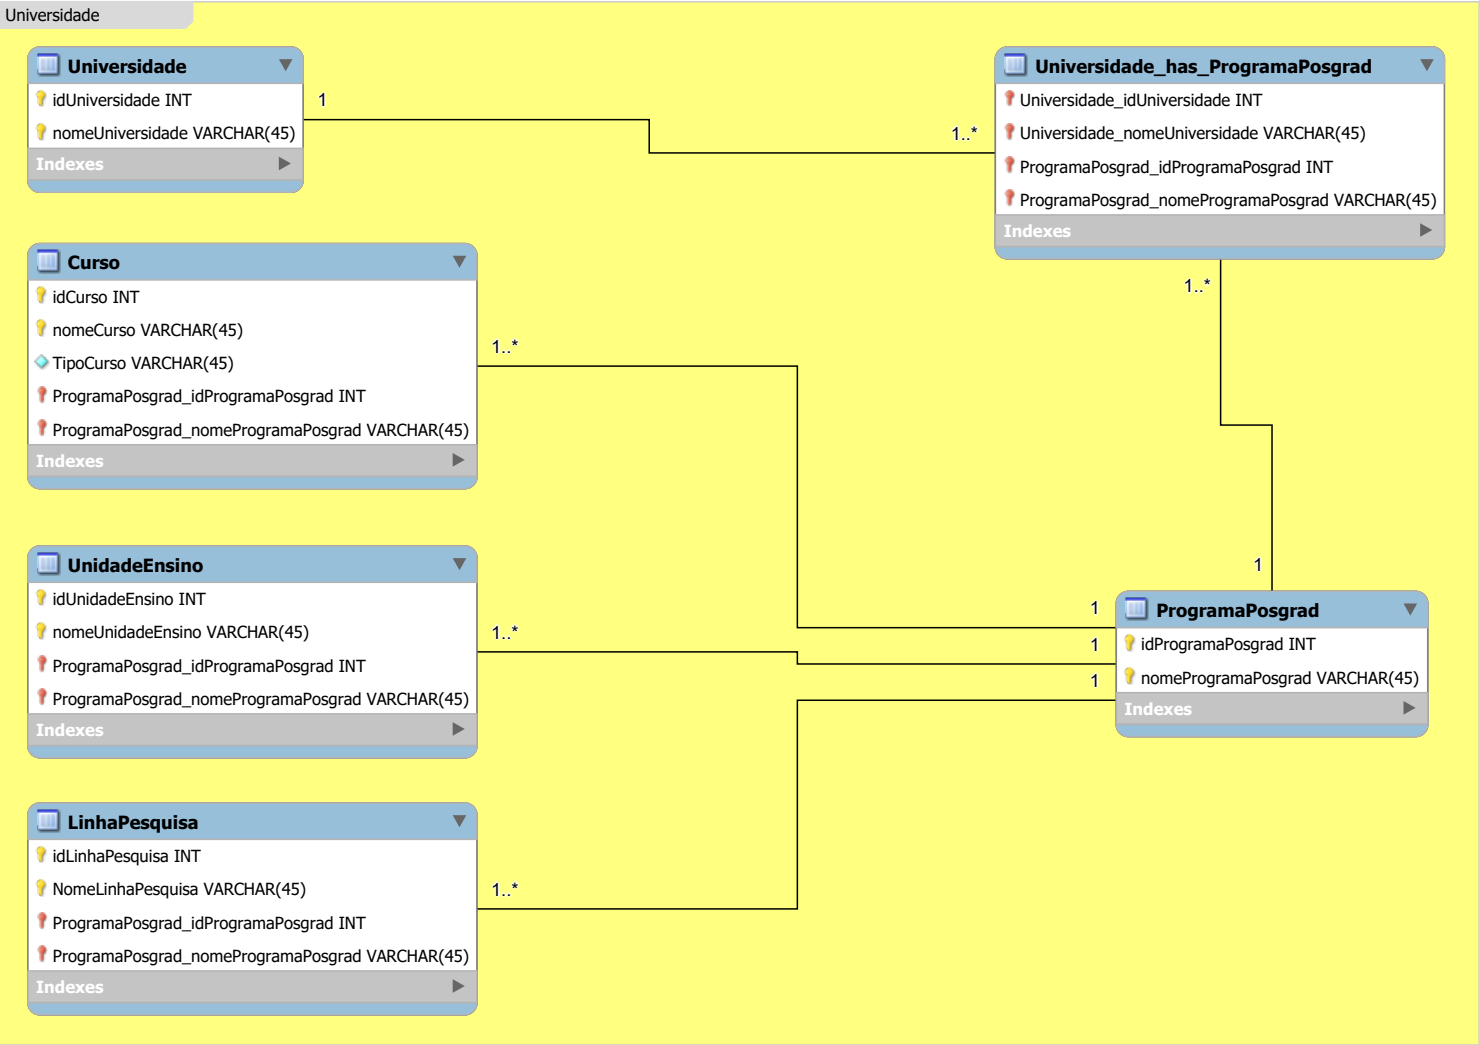 Universidade
Universidade
idUniversidade INT
nomeUniversidade VARCHAR(45)
Indexes
1
1..*
Universidade_has_ProgramaPosgrad
Universidade_idUniversidade INT
Universidade_nomeUniversidade VARCHAR(45)
ProgramaPosgrad_idProgramaPosgrad INT
ProgramaPosgrad_nomeProgramaPosgrad VARCHAR(45)
Indexes
1..*
Curso
idCurso INT
nomeCurso VARCHAR(45)
TipoCurso VARCHAR(45)
ProgramaPosgrad_idProgramaPosgrad INT
ProgramaPosgrad_nomeProgramaPosgrad VARCHAR(45)
Indexes
1..*
UnidadeEnsino
idUnidadeEnsino INT
nomeUnidadeEnsino VARCHAR(45)
ProgramaPosgrad_idProgramaPosgrad INT
ProgramaPosgrad_nomeProgramaPosgrad VARCHAR(45)
Indexes
1..*
1
1
1
1
ProgramaPosgrad
idProgramaPosgrad INT
nomeProgramaPosgrad VARCHAR(45)
Indexes
LinhaPesquisa
idLinhaPesquisa INT
NomeLinhaPesquisa VARCHAR(45)
ProgramaPosgrad_idProgramaPosgrad INT
ProgramaPosgrad_nomeProgramaPosgrad VARCHAR(45)
Indexes
1..*